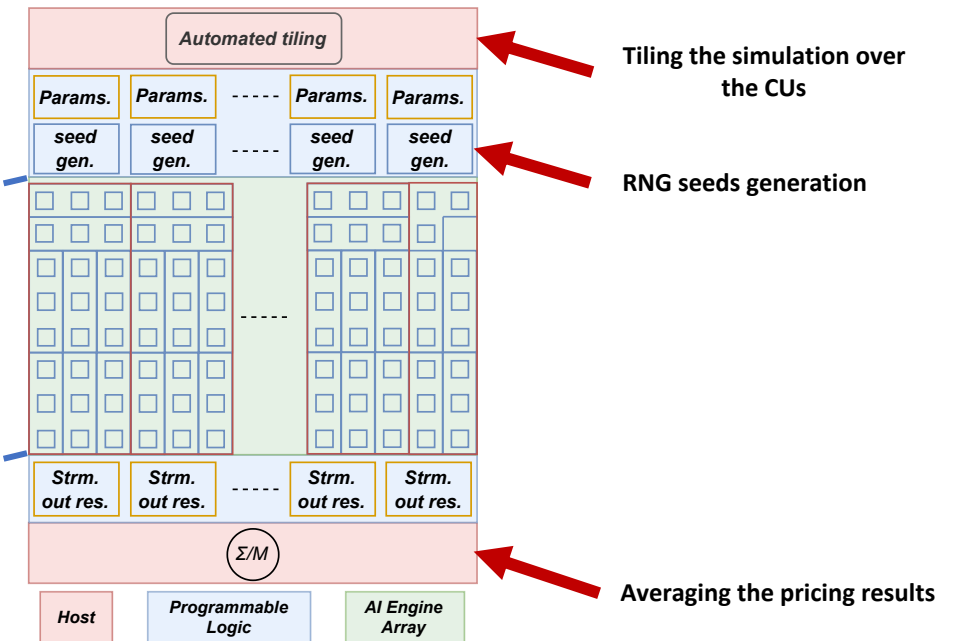 Automated tiling
Tiling the simulation over
the CUs
Params. Params. ----- Params. Params.
seed seed seed seed
gen. gen. ----- gen. gen.
RNG seeds generation
-----
Strm. Strm. Strm. Strm.
out res. out res. ----- out res. out res.
Σ/M
Averaging the pricing results
Host
Programmable
Logic
AI Engine
Array